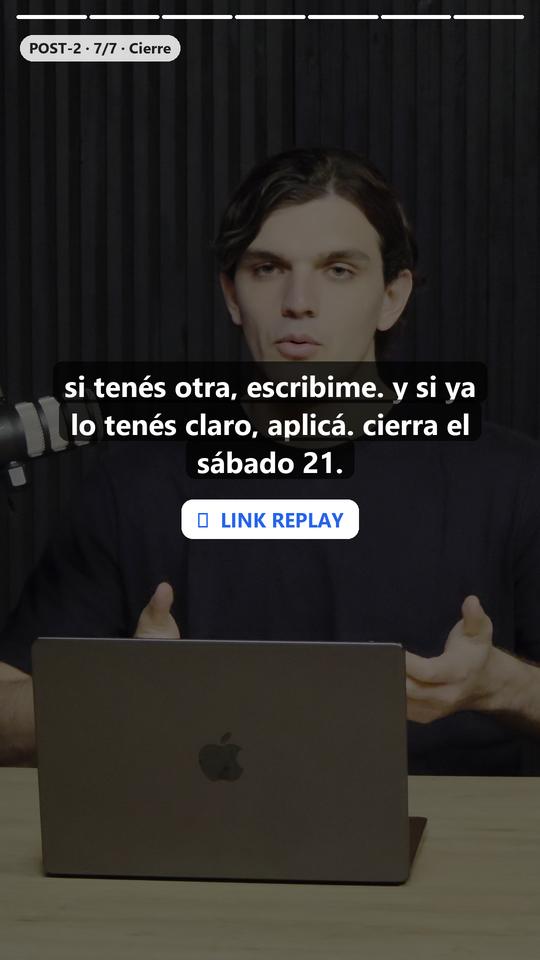 POST-2 · 7/7 · Cierre
si tenés otra, escribime. y si ya
lo tenés claro, aplicá. cierra el
sábado 21.
LINK REPLAY